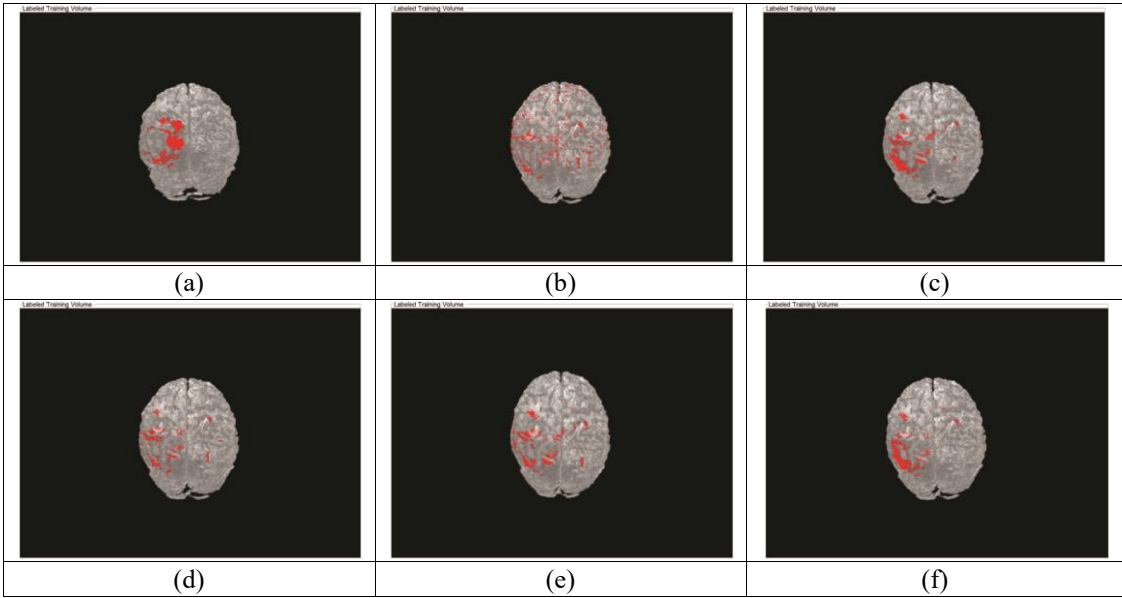 Labeled Training Volume
Labeled Training Volume
Labeled Training Volume
(a)
(b)
(c)
Labeled Training Volume
Labeled Training Volume
Labeled Training Volume
(d)
(e)
(f)